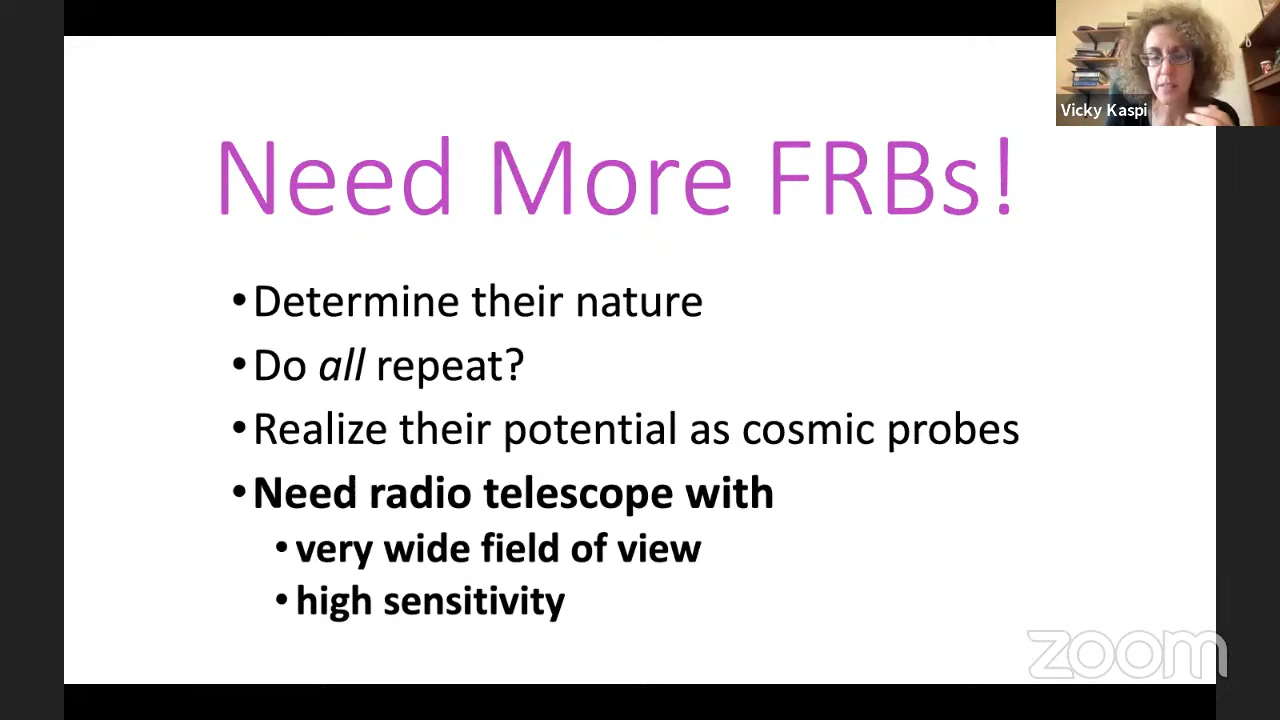 Vicky Kaspi
Need More FRBs!
• Determine their nature
• Do all repeat?
• Realize their potential as cosmic probes
• Need radio telescope with
• very wide field of view
• high sensitivity
zoom